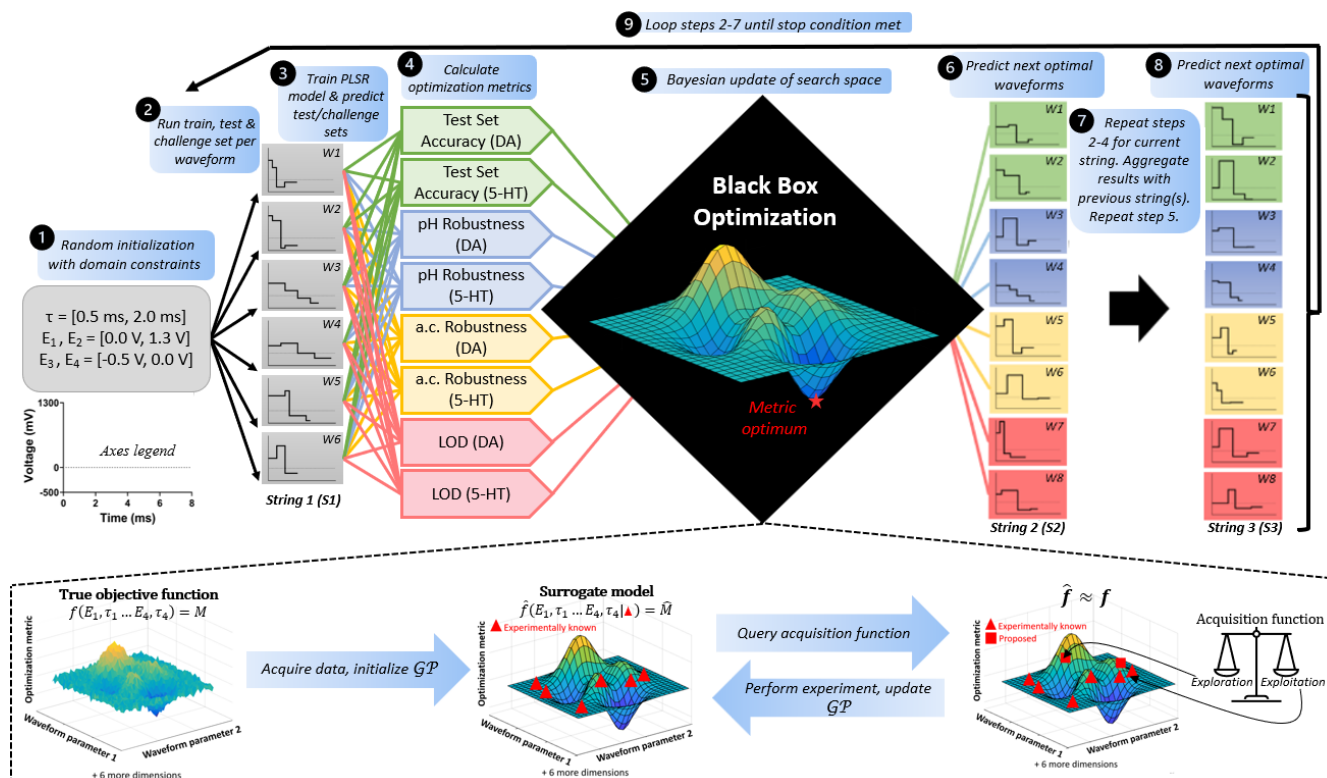 9 Loop steps 2-7 until stop condition met
1 Random initialization
with domain constraints
τ = [0.5 ms, 2.0 ms]
E₁ , E₂ = [0.0 V, 1.3 V]
E₃ , E₄ = [-0.5 V, 0.0 V]
Voltage (mV)
1300
0
-500
Axes legend
0 2 4 6 8
Time (ms)
2 Run train, test &
challenge set per
waveform
3 Train PLSR
model & predict
test/challenge
sets
W1
W2
W3
W4
W5
W6
String 1 (S1)
4 Calculate
optimization metrics
Test Set
Accuracy (DA)
Test Set
Accuracy (5-HT)
pH Robustness
(DA)
pH Robustness
(5-HT)
a.c. Robustness
(DA)
a.c. Robustness
(5-HT)
LOD (DA)
LOD (5-HT)
5 Bayesian update of search space
Black Box
Optimization
Metric
optimum
6 Predict next optimal
waveforms
W1
W2
W3
W4
W5
W6
W7
W8
String 2 (S2)
7 Repeat steps
2-4 for current
string. Aggregate
results with
previous string(s).
Repeat step 5.
8 Predict next optimal
waveforms
W1
W2
W3
W4
W5
W6
W7
W8
String 3 (S3)
True objective function
f(E₁, τ₁ ... E₄, τ₄) = M
Optimization metric
Waveform parameter 1
Waveform parameter 2
+ 6 more dimensions
Acquire data, initialize 𝒢𝒫
Surrogate model
f̂(E₁, τ₁ ... E₄, τ₄|▲) = M̂
▲ Experimentally known
Optimization metric
Waveform parameter 1
Waveform parameter 2
+ 6 more dimensions
Query acquisition function
Perform experiment, update
𝒢𝒫
f̂ ≈ f
▲ Experimentally known
■ Proposed
Optimization metric
Waveform parameter 1
Waveform parameter 2
+ 6 more dimensions
Acquisition function
Exploration
Exploitation